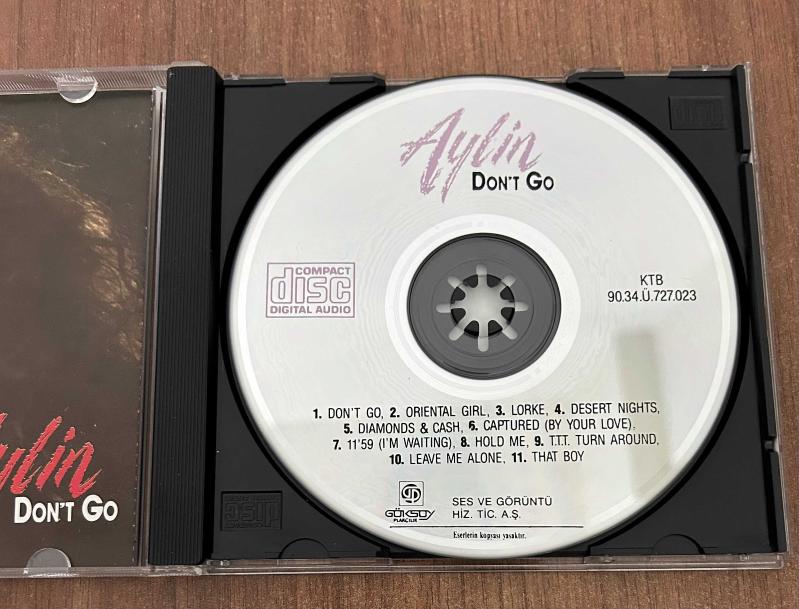 Aylin
DON'T GO
COMPACT
disc
DIGITAL AUDIO
KTB
90.34.Ü.727.023
1. DON'T GO, 2. ORIENTAL GIRL, 3. LORKE, 4. DESERT NIGHTS,
5. DIAMONDS & CASH, 6. CAPTURED (BY YOUR LOVE),
7. 11'59 (I'M WAITING), 8. HOLD ME, 9. T.T.T. TURN AROUND,
10. LEAVE ME ALONE, 11. THAT BOY
GÖKSOY
PLAKÇILIK
SES VE GÖRÜNTÜ
HİZ. TİC. A.Ş.
Eserlerin kopyası yasaktır.
DON'T GO